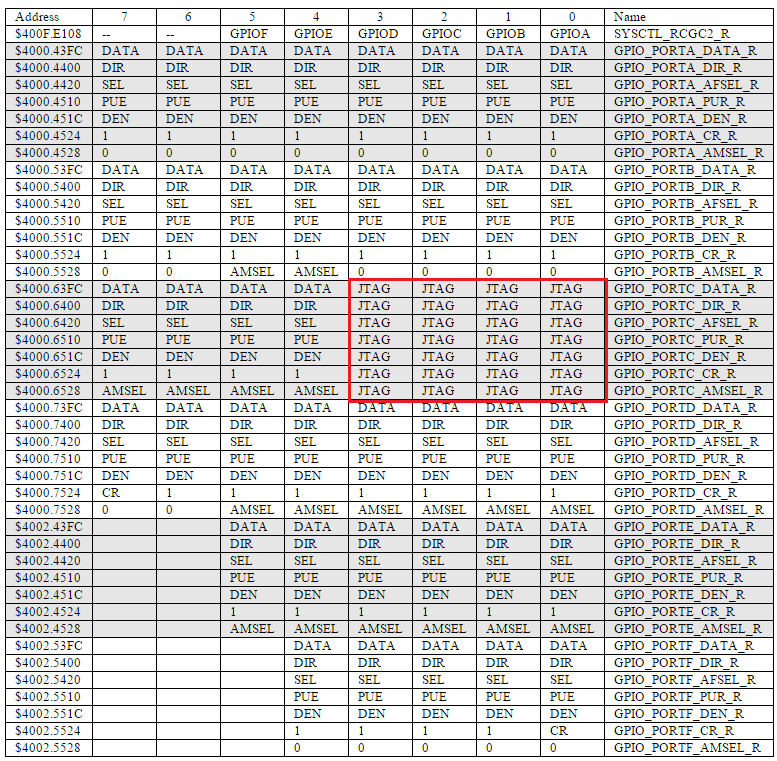 Address 7 6 5 4 3 2 1 0 Name
$400F.E108 -- -- GPIOF GPIOE GPIOD GPIOC GPIOB GPIOA SYSCTL_RCGC2_R
$4000.43FC DATA DATA DATA DATA DATA DATA DATA DATA GPIO_PORTA_DATA_R
$4000.4400 DIR DIR DIR DIR DIR DIR DIR DIR GPIO_PORTA_DIR_R
$4000.4420 SEL SEL SEL SEL SEL SEL SEL SEL GPIO_PORTA_AFSEL_R
$4000.4510 PUE PUE PUE PUE PUE PUE PUE PUE GPIO_PORTA_PUR_R
$4000.451C DEN DEN DEN DEN DEN DEN DEN DEN GPIO_PORTA_DEN_R
$4000.4524 1 1 1 1 1 1 1 1 GPIO_PORTA_CR_R
$4000.4528 0 0 0 0 0 0 0 0 GPIO_PORTA_AMSEL_R
$4000.53FC DATA DATA DATA DATA DATA DATA DATA DATA GPIO_PORTB_DATA_R
$4000.5400 DIR DIR DIR DIR DIR DIR DIR DIR GPIO_PORTB_DIR_R
$4000.5420 SEL SEL SEL SEL SEL SEL SEL SEL GPIO_PORTB_AFSEL_R
$4000.5510 PUE PUE PUE PUE PUE PUE PUE PUE GPIO_PORTB_PUR_R
$4000.551C DEN DEN DEN DEN DEN DEN DEN DEN GPIO_PORTB_DEN_R
$4000.5524 1 1 1 1 1 1 1 1 GPIO_PORTB_CR_R
$4000.5528 0 0 AMSEL AMSEL 0 0 0 0 GPIO_PORTB_AMSEL_R
$4000.63FC DATA DATA DATA DATA JTAG JTAG JTAG JTAG GPIO_PORTC_DATA_R
$4000.6400 DIR DIR DIR DIR JTAG JTAG JTAG JTAG GPIO_PORTC_DIR_R
$4000.6420 SEL SEL SEL SEL JTAG JTAG JTAG JTAG GPIO_PORTC_AFSEL_R
$4000.6510 PUE PUE PUE PUE JTAG JTAG JTAG JTAG GPIO_PORTC_PUR_R
$4000.651C DEN DEN DEN DEN JTAG JTAG JTAG JTAG GPIO_PORTC_DEN_R
$4000.6524 1 1 1 1 JTAG JTAG JTAG JTAG GPIO_PORTC_CR_R
$4000.6528 AMSEL AMSEL AMSEL AMSEL JTAG JTAG JTAG JTAG GPIO_PORTC_AMSEL_R
$4000.73FC DATA DATA DATA DATA DATA DATA DATA DATA GPIO_PORTD_DATA_R
$4000.7400 DIR DIR DIR DIR DIR DIR DIR DIR GPIO_PORTD_DIR_R
$4000.7420 SEL SEL SEL SEL SEL SEL SEL SEL GPIO_PORTD_AFSEL_R
$4000.7510 PUE PUE PUE PUE PUE PUE PUE PUE GPIO_PORTD_PUR_R
$4000.751C DEN DEN DEN DEN DEN DEN DEN DEN GPIO_PORTD_DEN_R
$4000.7524 CR 1 1 1 1 1 1 1 GPIO_PORTD_CR_R
$4000.7528 0 0 AMSEL AMSEL AMSEL AMSEL AMSEL AMSEL GPIO_PORTD_AMSEL_R
$4002.43FC DATA DATA DATA DATA DATA DATA GPIO_PORTE_DATA_R
$4002.4400 DIR DIR DIR DIR DIR DIR GPIO_PORTE_DIR_R
$4002.4420 SEL SEL SEL SEL SEL SEL GPIO_PORTE_AFSEL_R
$4002.4510 PUE PUE PUE PUE PUE PUE GPIO_PORTE_PUR_R
$4002.451C DEN DEN DEN DEN DEN DEN GPIO_PORTE_DEN_R
$4002.4524 1 1 1 1 1 1 GPIO_PORTE_CR_R
$4002.4528 AMSEL AMSEL AMSEL AMSEL AMSEL AMSEL GPIO_PORTE_AMSEL_R
$4002.53FC DATA DATA DATA DATA DATA GPIO_PORTF_DATA_R
$4002.5400 DIR DIR DIR DIR DIR GPIO_PORTF_DIR_R
$4002.5420 SEL SEL SEL SEL SEL GPIO_PORTF_AFSEL_R
$4002.5510 PUE PUE PUE PUE PUE GPIO_PORTF_PUR_R
$4002.551C DEN DEN DEN DEN DEN GPIO_PORTF_DEN_R
$4002.5524 1 1 1 1 CR GPIO_PORTF_CR_R
$4002.5528 0 0 0 0 0 GPIO_PORTF_AMSEL_R